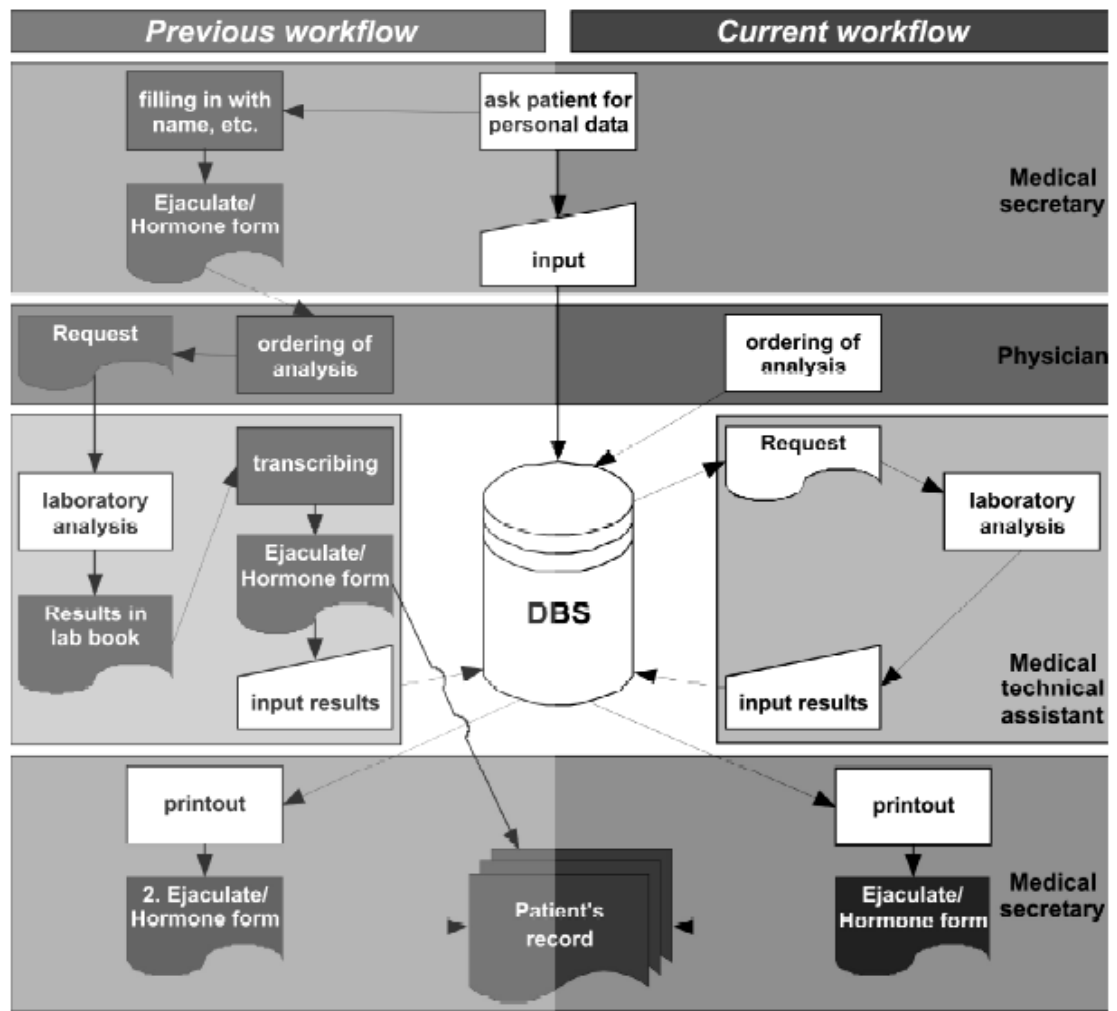 Previous workflow
Current workflow
filling in with
name, etc.
ask patient for
personal data
Ejaculate/
Hormone form
input
Medical
secretary
Request
ordering of
analysis
ordering of
analysis
Physician
laboratory
analysis
Results in
lab book
transcribing
Ejaculate/
Hormone form
input results
DBS
Request
laboratory
analysis
input results
Medical
technical
assistant
printout
2. Ejaculate/
Hormone form
Patient's
record
printout
Ejaculate/
Hormone form
Medical
secretary